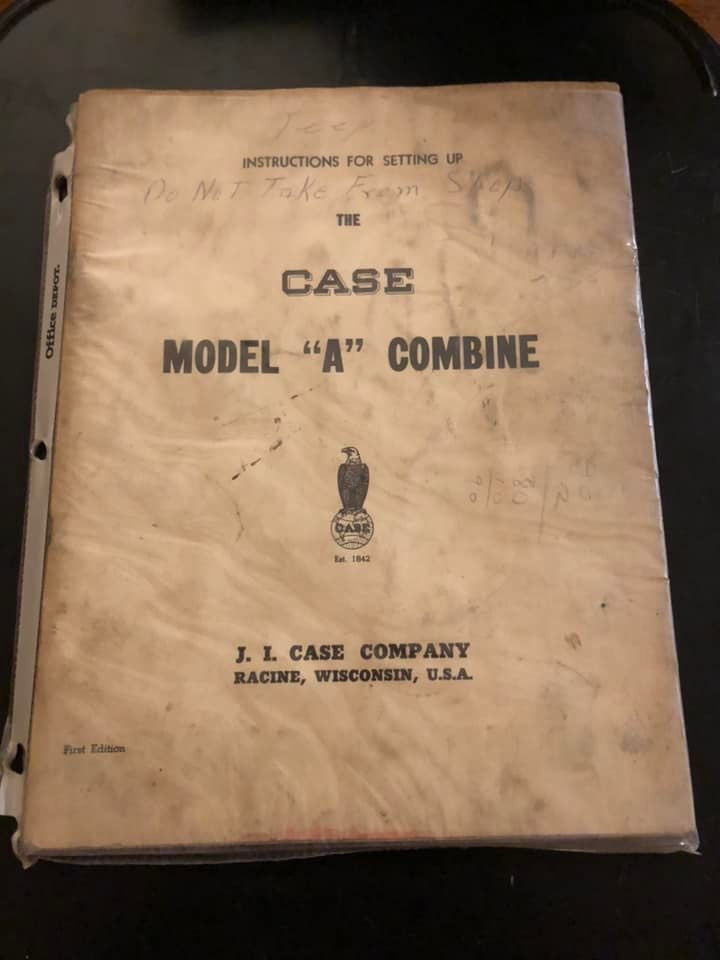 Keep
INSTRUCTIONS FOR SETTING UP
Do Not Take From Shop
THE
CASE
MODEL "A" COMBINE
CASE
Est. 1842
J. I. CASE COMPANY
RACINE, WISCONSIN, U.S.A.
First Edition
Office DEPOT.